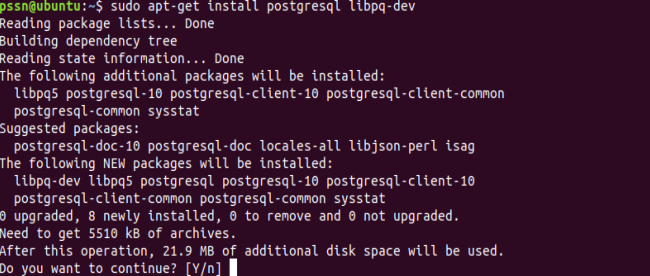 pssn@ubuntu:~$ sudo apt-get install postgresql libpq-dev
Reading package lists... Done
Building dependency tree
Reading state information... Done
The following additional packages will be installed:
  libpq5 postgresql-10 postgresql-client-10 postgresql-client-common
  postgresql-common sysstat
Suggested packages:
  postgresql-doc-10 postgresql-doc locales-all libjson-perl isag
The following NEW packages will be installed:
  libpq-dev libpq5 postgresql postgresql-10 postgresql-client-10
  postgresql-client-common postgresql-common sysstat
0 upgraded, 8 newly installed, 0 to remove and 0 not upgraded.
Need to get 5510 kB of archives.
After this operation, 21.9 MB of additional disk space will be used.
Do you want to continue? [Y/n]